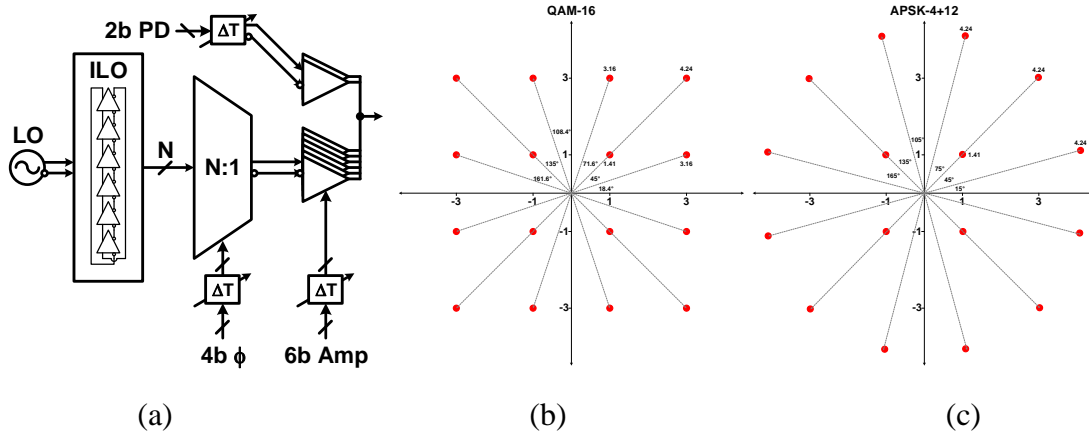 2b PD
ΔT
ILO
LO
N
N:1
ΔT
ΔT
4b ϕ
6b Amp
(a)
QAM-16
3.16
4.24
3
108.4°
135°
71.6°
1.41
3.16
1
161.6°
45°
18.4°
-3
-1
1
3
-1
-3
(b)
APSK-4+12
4.24
4.24
3
105°
4.24
135°
1.41
1
75°
165°
45°
15°
-3
-1
1
3
-1
-3
(c)